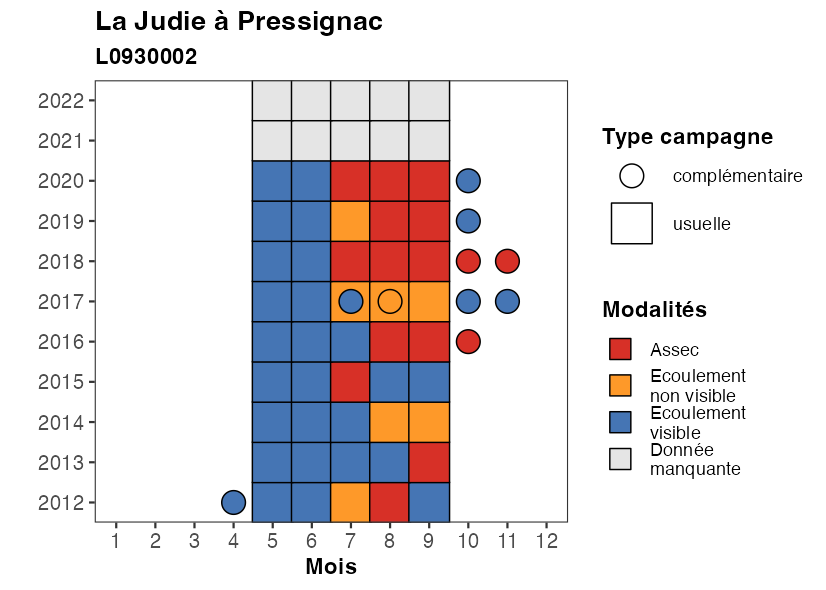 La Judie à Pressignac
L0930002
2022
2021
2020
2019
2018
2017
2016
2015
2014
2013
2012
1 2 3 4 5 6 7 8 9 10 11 12
Mois
Type campagne
complémentaire
usuelle
Modalités
Assec
Ecoulement
non visible
Ecoulement
visible
Donnée
manquante